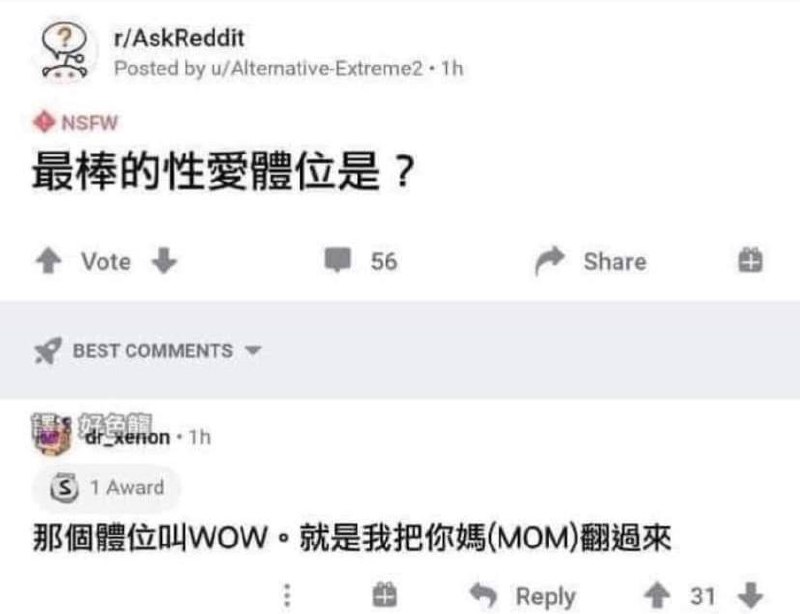 r/AskReddit
Posted by u/Alternative-Extreme2 • 1h
NSFW
最棒的性愛體位是？
Vote
56
Share
BEST COMMENTS
譯：好色龍
dr_xenon • 1h
1 Award
那個體位叫WOW。就是我把你媽(MOM)翻過來
Reply
31